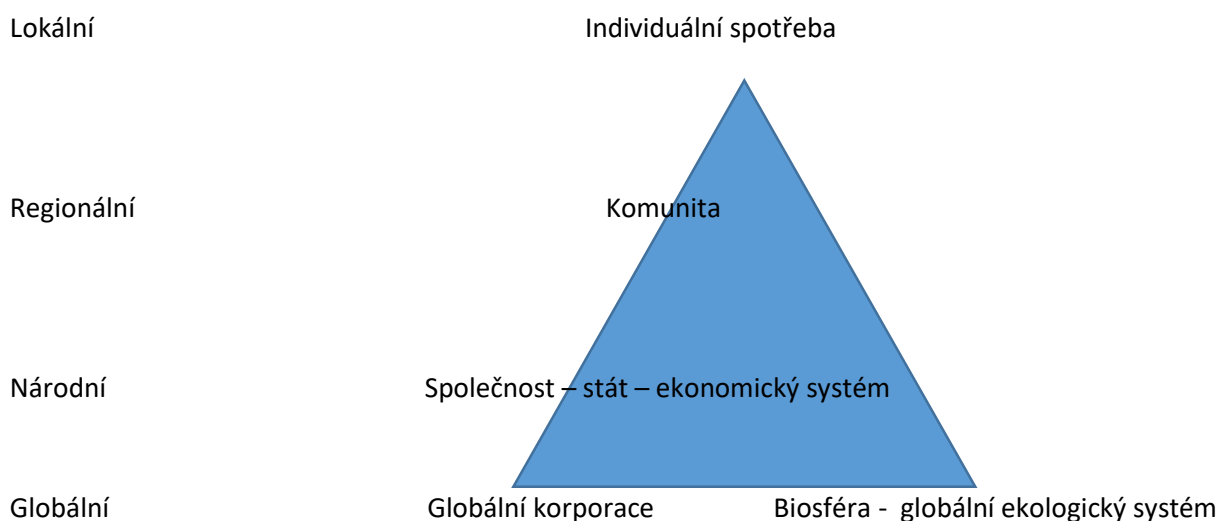 Lokální Individuální spotřeba
Regionální Komunita
Národní Společnost – stát – ekonomický systém
Globální Globální korporace Biosféra - globální ekologický systém